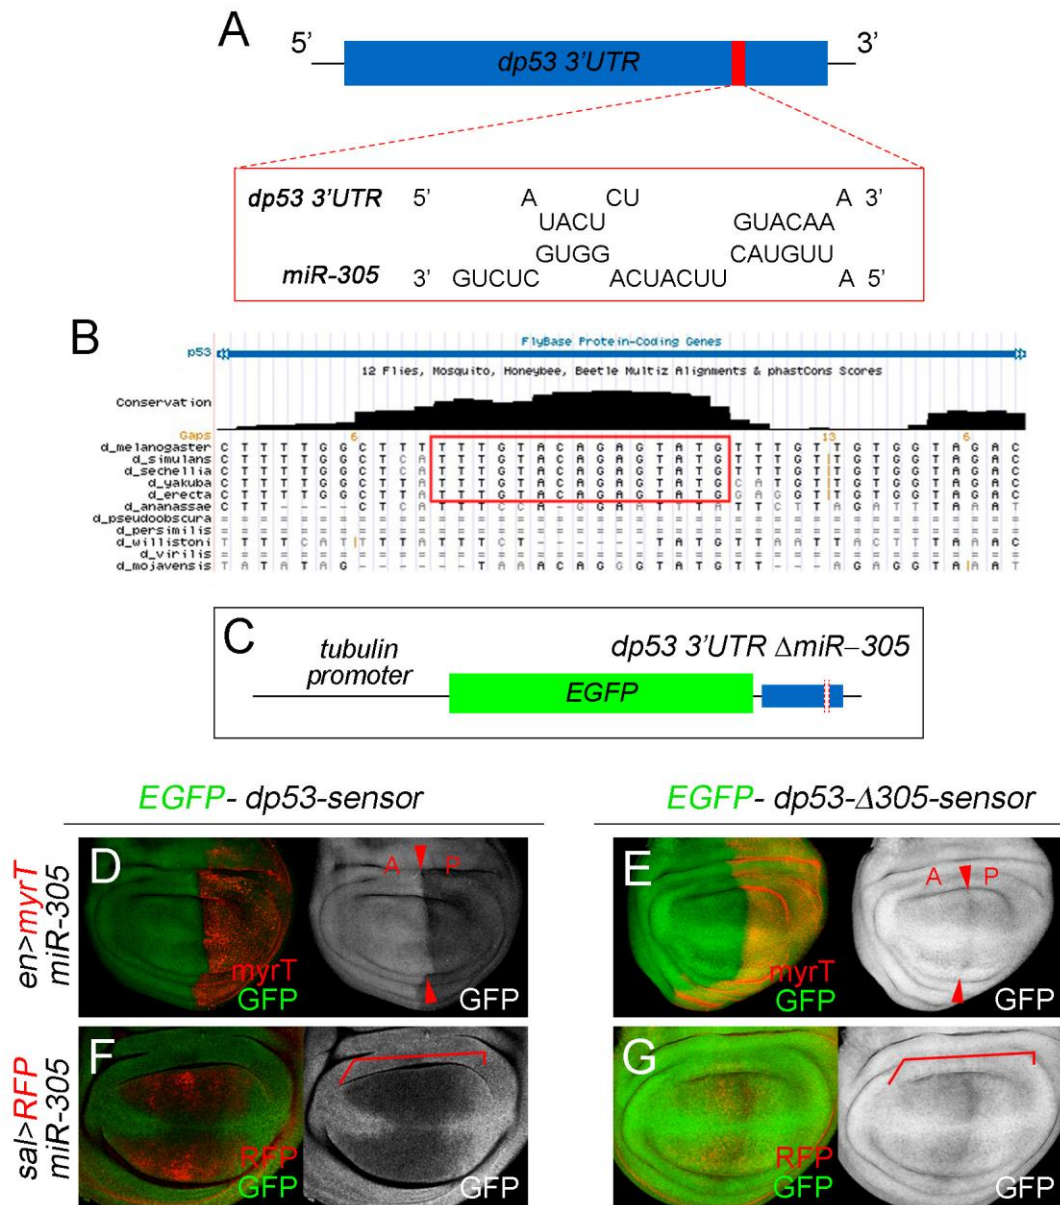 A
5' dp53 3'UTR 3'
dp53 3'UTR 5' A CU A 3'
UACU GUACAA
GUGG CAUGUU
miR-305 3' GUCUC ACUACUU A 5'
B
FlyBase Protein-Coding Genes
p53
12 Flies, Mosquito, Honeybee, Beetle Multiz Alignments & phastCons Scores
Conservation
Gaps 6 13 6
d_melanogaster C T T T T G G C T T T T T T G T A C A G A G T A T G T T T G T T G T G G T A G A C
d_simulans C T T T T G G C T C A T T T G T A C A G A G T A T G T T T G T T G T G G T A G A C
d_sechellia C T T T T G G C T C A T T T G T A C A G A G T A T G T T T G T T G T G G T A G A C
d_yakuba C T T T T G G C T T A T T T G T A C A G A G T A T G C A T G T T G T G G T A G A C
d_erecta C T T T T G G C T T A T T T G T A C A G A G T A T G G A G G T T G T G G T A G A C
d_ananassae
d_pseudoobscura
d_persimilis
d_willistoni
d_virilis
d_mojavensis
C
tubulin promoter
dp53 3'UTR ΔmiR-305
EGFP
EGFP- dp53-sensor
EGFP- dp53-Δ305-sensor
en>myrT
miR-305
D
myrT
GFP
A P
GFP
E
myrT
GFP
A P
GFP
sal>RFP
miR-305
F
RFP
GFP
GFP
G
RFP
GFP
GFP